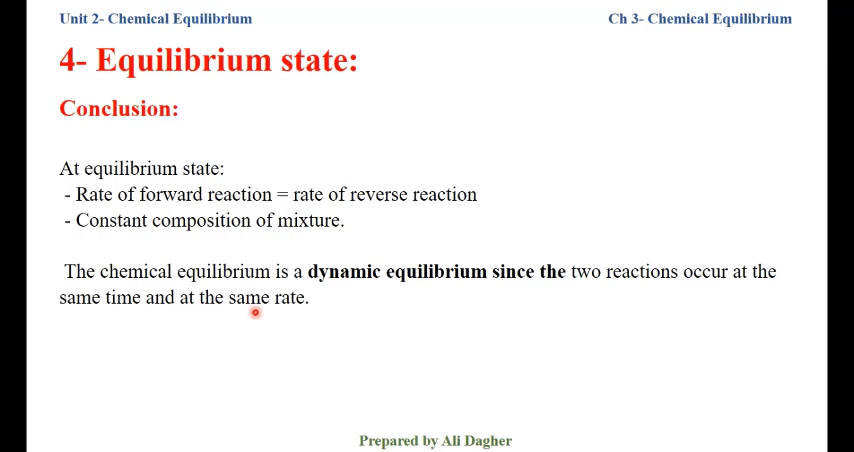 Unit 2- Chemical Equilibrium
Ch 3- Chemical Equilibrium
4- Equilibrium state:
Conclusion:
At equilibrium state:
- Rate of forward reaction = rate of reverse reaction
- Constant composition of mixture.
The chemical equilibrium is a dynamic equilibrium since the two reactions occur at the
same time and at the same rate.
Prepared by Ali Dagher